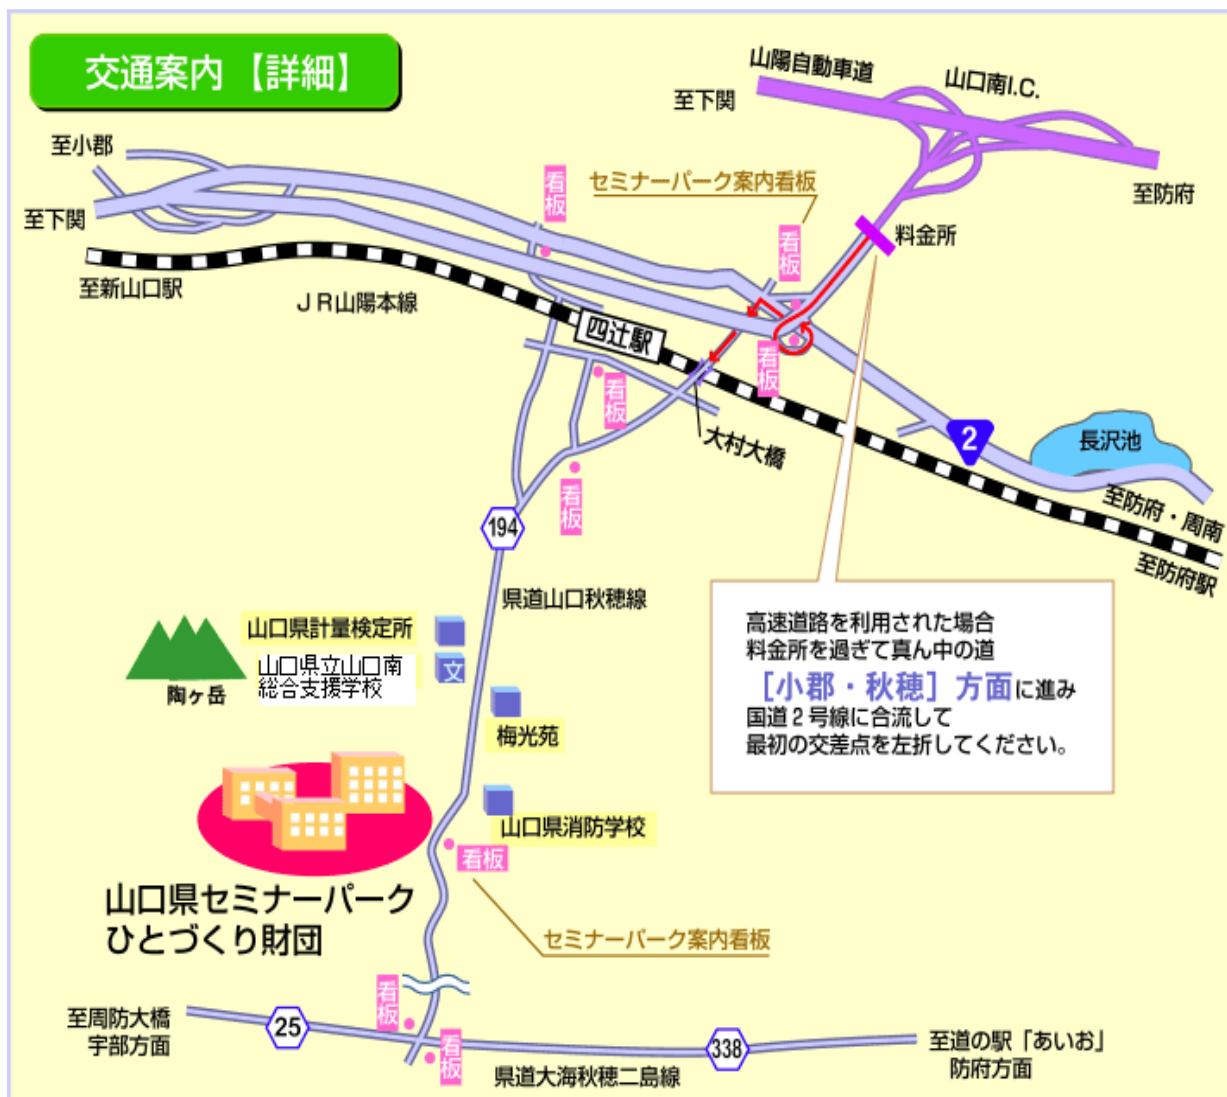 交通案内【詳細】
山陽自動車道
山口南I.C.
至下関
至防府
至小郡
至下関
看板
セミナーパーク案内看板
看板
料金所
至新山口駅
JR山陽本線
四辻駅
看板
看板
大村大橋
2
長沢池
至防府・周南
至防府駅
看板
194
県道山口秋穂線
高速道路を利用された場合
料金所を過ぎて真ん中の道
［小郡・秋穂］方面に進み
国道2号線に合流して
最初の交差点を左折してください。
山口県計量検定所
山口県立山口南
総合支援学校
文
陶ヶ岳
梅光苑
山口県消防学校
看板
山口県セミナーパーク
ひとづくり財団
セミナーパーク案内看板
看板
至周防大橋
宇部方面
25
看板
338
県道大海秋穂二島線
至道の駅「あいお」
防府方面